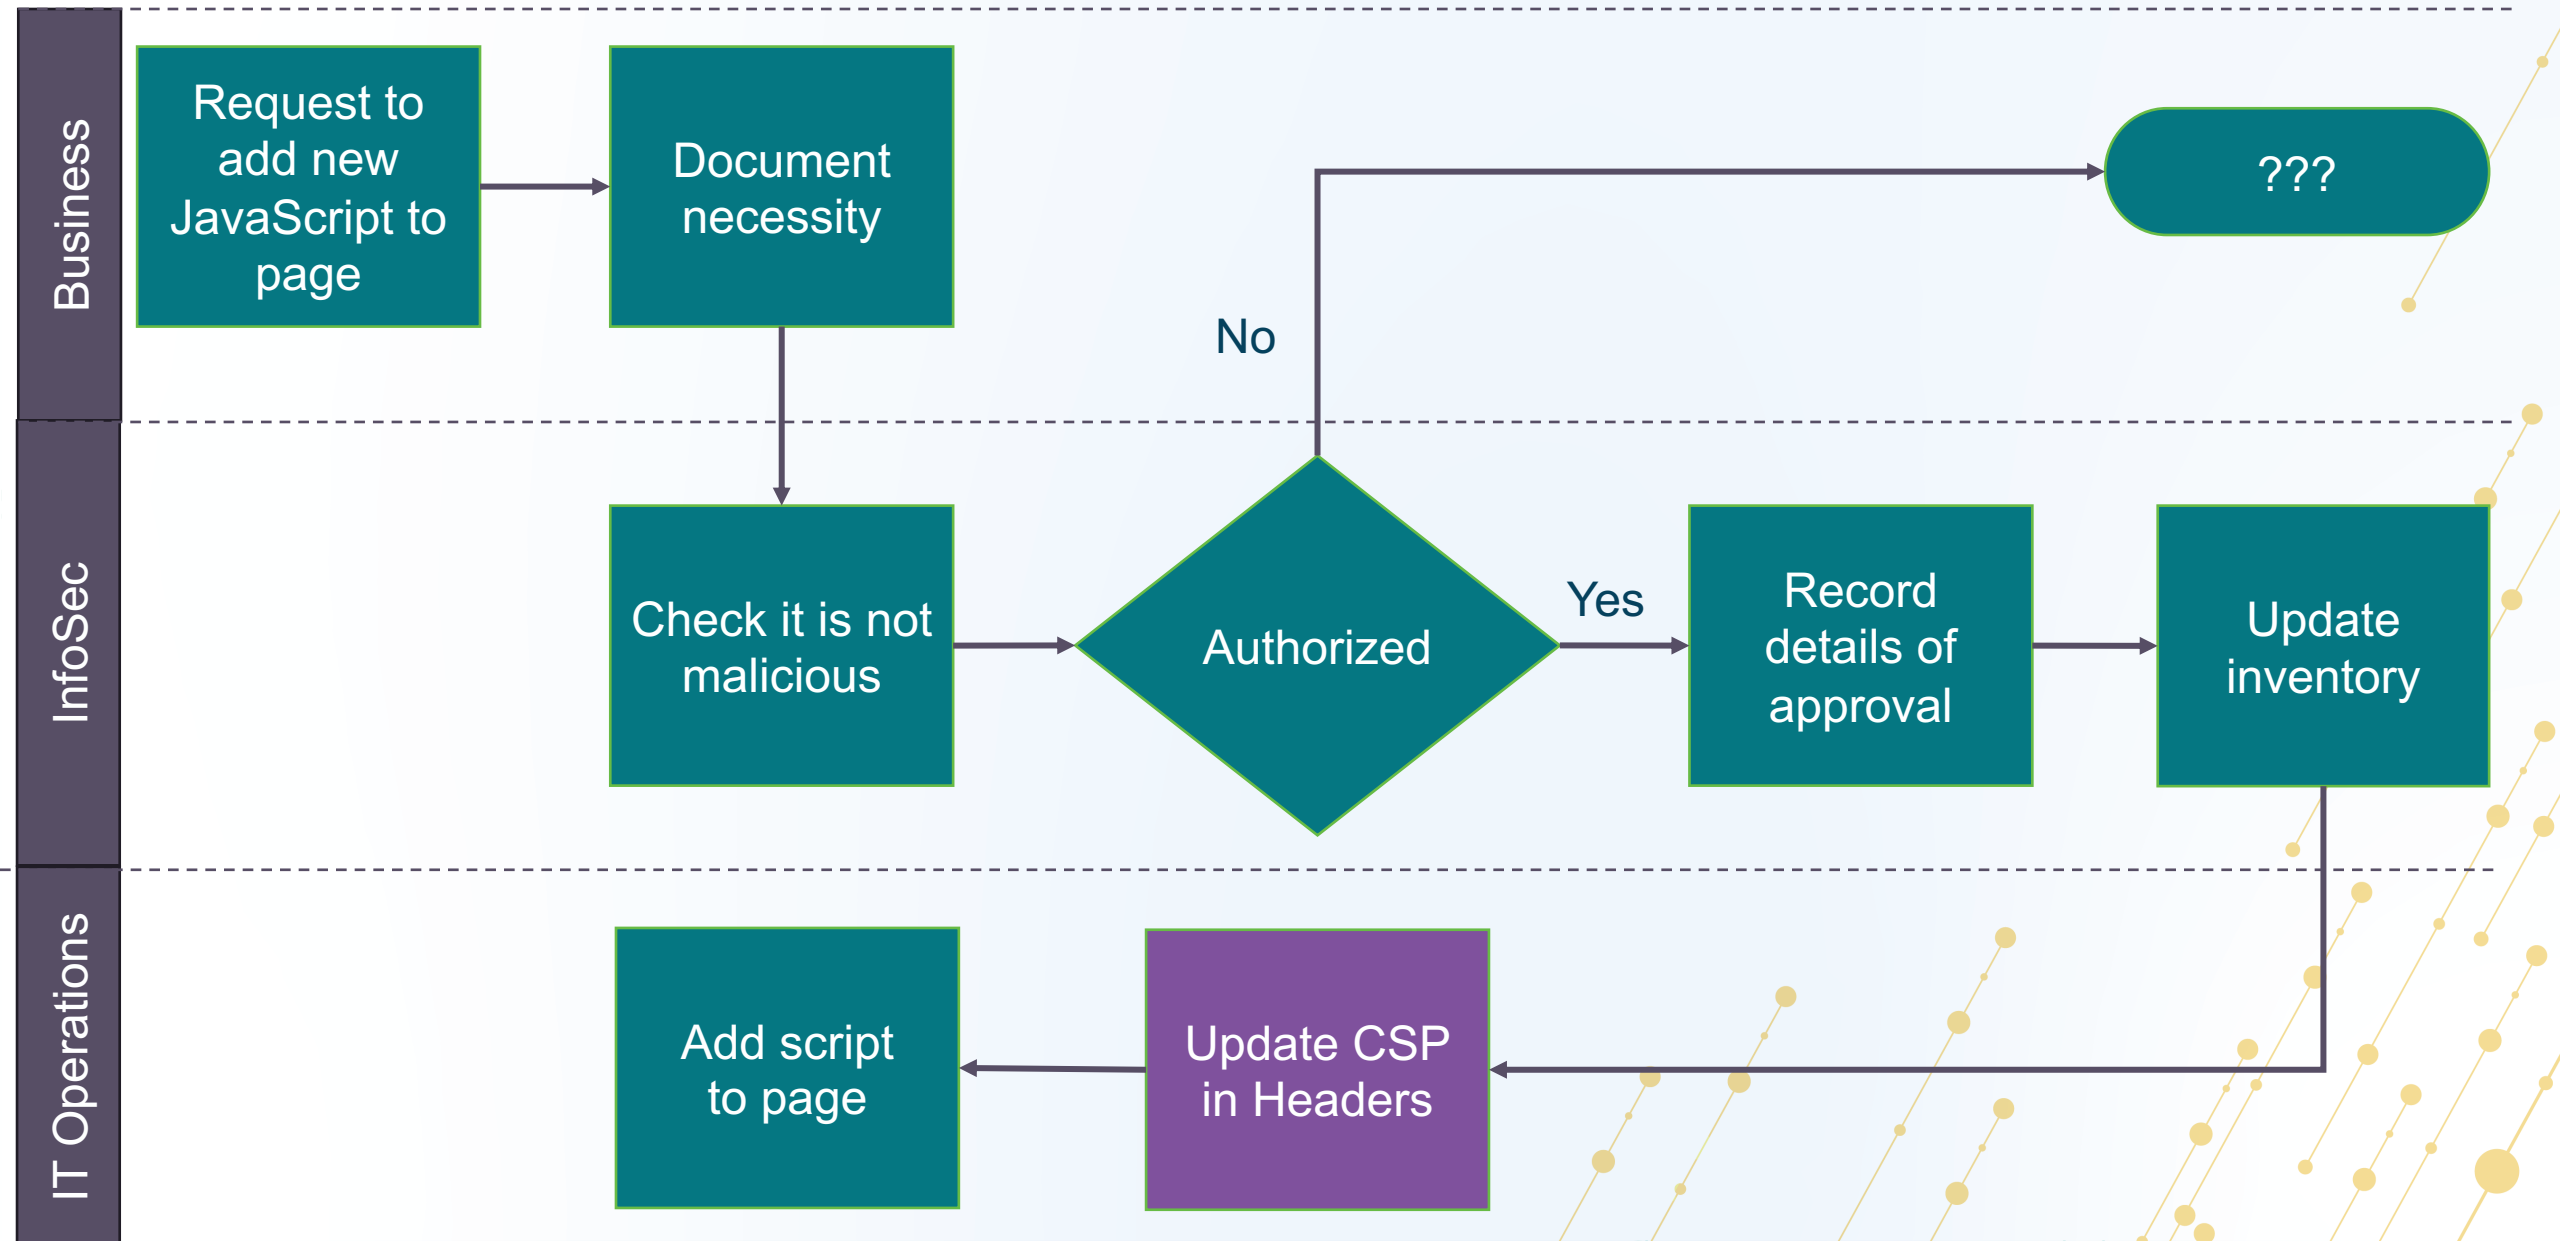 Business
Request to
add new
JavaScript to
page
Document
necessity
???
No
InfoSec
Check it is not
malicious
Authorized
Yes
Record
details of
approval
Update
inventory
IT Operations
Add script
to page
Update CSP
in Headers